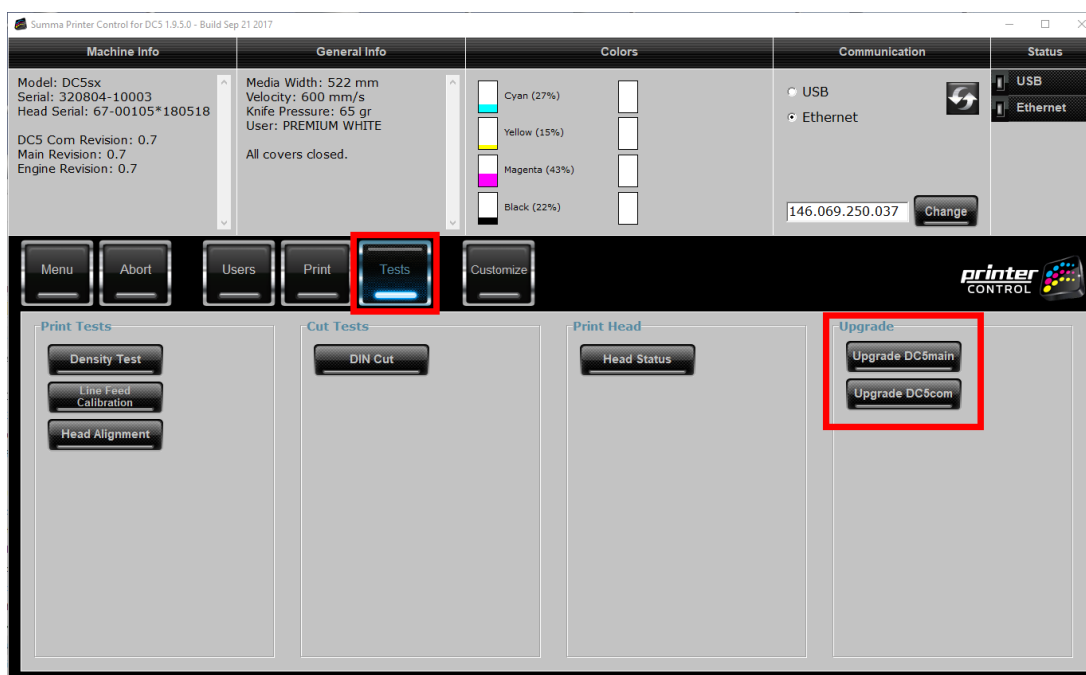 Summa Printer Control for DC5 1.9.5.0 - Build Sep 21 2017
Machine Info
General Info
Colors
Communication
Status
Model: DC5sx
Serial: 320804-10003
Head Serial: 67-00105*180518
DC5 Com Revision: 0.7
Main Revision: 0.7
Engine Revision: 0.7
Media Width: 522 mm
Velocity: 600 mm/s
Knife Pressure: 65 gr
User: PREMIUM WHITE
All covers closed.
Cyan (27%)
Yellow (15%)
Magenta (43%)
Black (22%)
USB
Ethernet
146.069.250.037
Change
USB
Ethernet
Menu
Abort
Users
Print
Tests
Customize
printer
CONTROL
Print Tests
Density Test
Line Feed
Calibration
Head Alignment
Cut Tests
DIN Cut
Print Head
Head Status
Upgrade
Upgrade DC5main
Upgrade DC5com